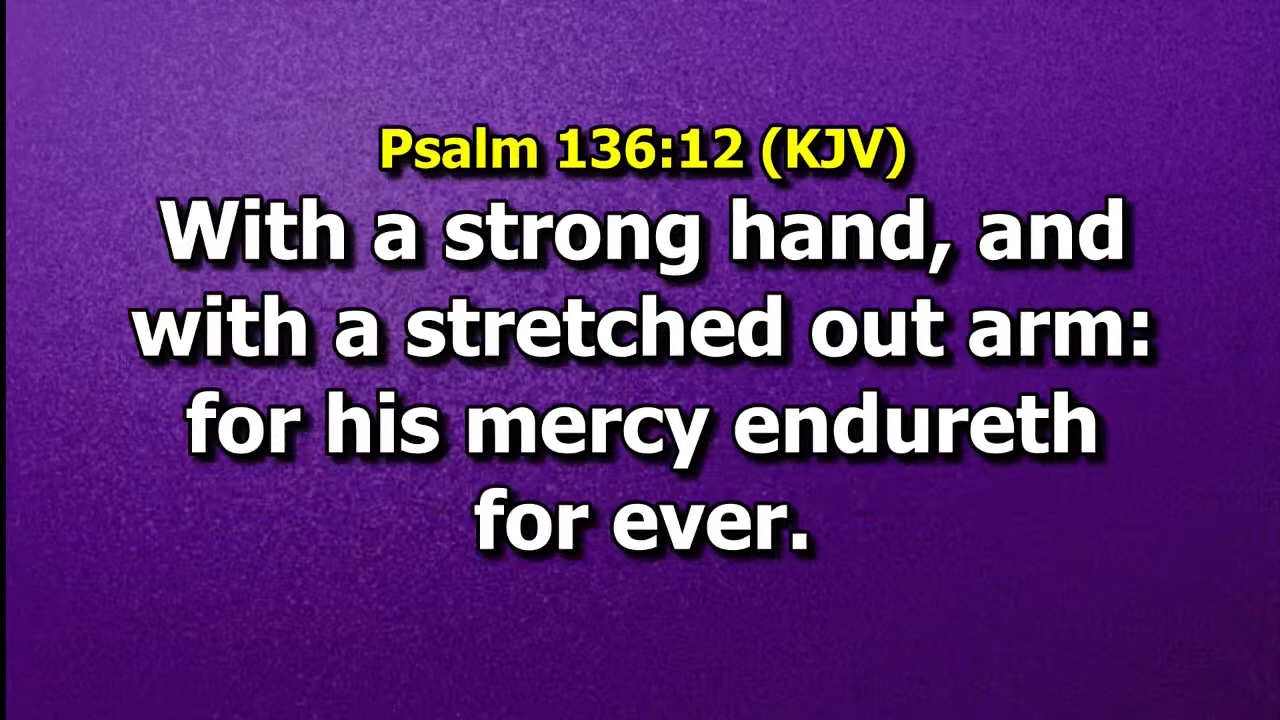 Psalm 136:12 (KJV)
With a strong hand, and
with a stretched out arm:
for his mercy endureth
for ever.